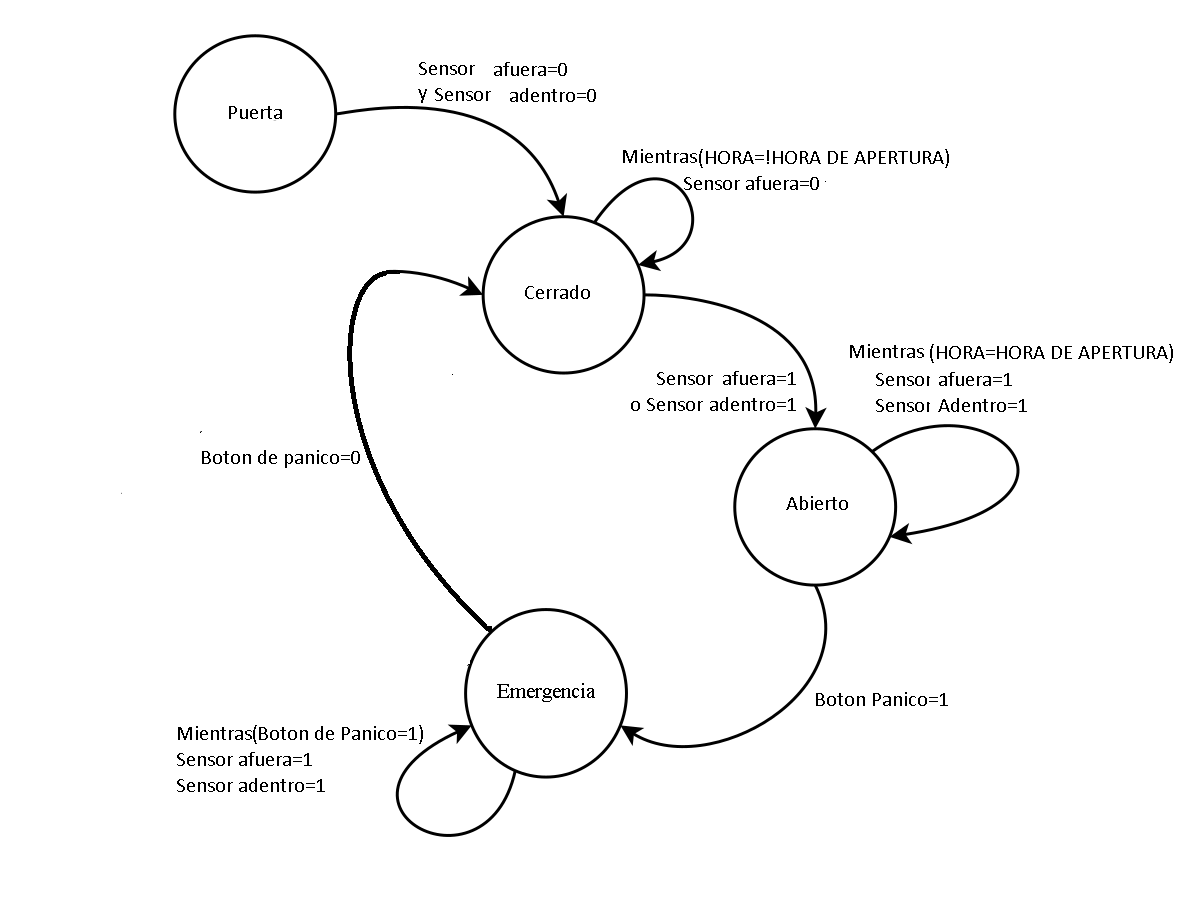 Sensor afuera=0
y Sensor adentro=0
Puerta
Mientras(HORA=!HORA DE APERTURA)
Sensor afuera=0
Cerrado
Mientras (HORA=HORA DE APERTURA)
Sensor afuera=1
Sensor Adentro=1
Sensor afuera=1
o Sensor adentro=1
Boton de panico=0
Abierto
Emergencia
Boton Panico=1
Mientras(Boton de Panico=1)
Sensor afuera=1
Sensor adentro=1